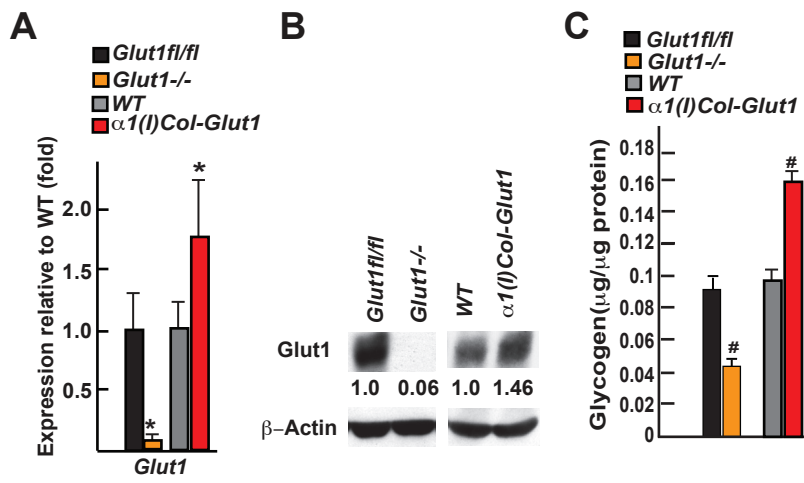 A
Glut1fl/fl
Glut1-/-
WT
α1(I)Col-Glut1
Expression relative to WT (fold)
2.0
1.5
1.0
0.5
*
*
Glut1
B
Glut1fl/fl
Glut1-/-
WT
α1(I)Col-Glut1
Glut1
1.0 0.06 1.0 1.46
β-Actin
C
Glut1fl/fl
Glut1-/-
WT
α1(I)Col-Glut1
Glycogen(µg/µg protein)
0.18
0.16
0.14
0.12
0.1
0.08
0.06
0.04
0.02
0
#
#